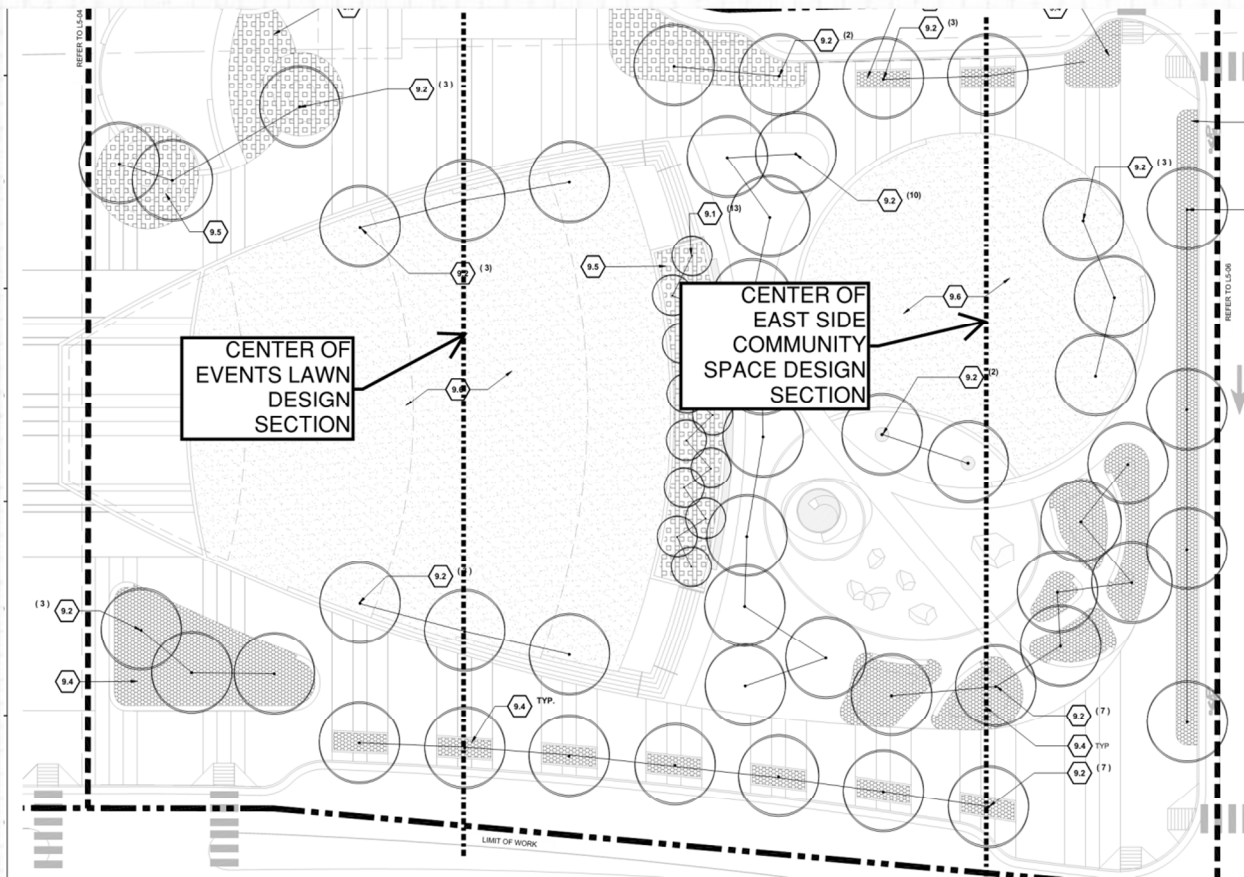 REFER TO L5-04
9.2 (2)
9.2 (3)
9.2 (3)
9.2 (3)
9.2 (10)
9.1 (13)
9.5
( 3)
9.5
REFER TO L5-06
9.6
CENTER OF
EAST SIDE
COMMUNITY
SPACE DESIGN
SECTION
CENTER OF
EVENTS LAWN
DESIGN
SECTION
9.2 (2)
9.2
(3) 9.2
9.4
9.4 TYP.
9.2 (7)
9.4 TYP
9.2 (7)
LIMIT OF WORK